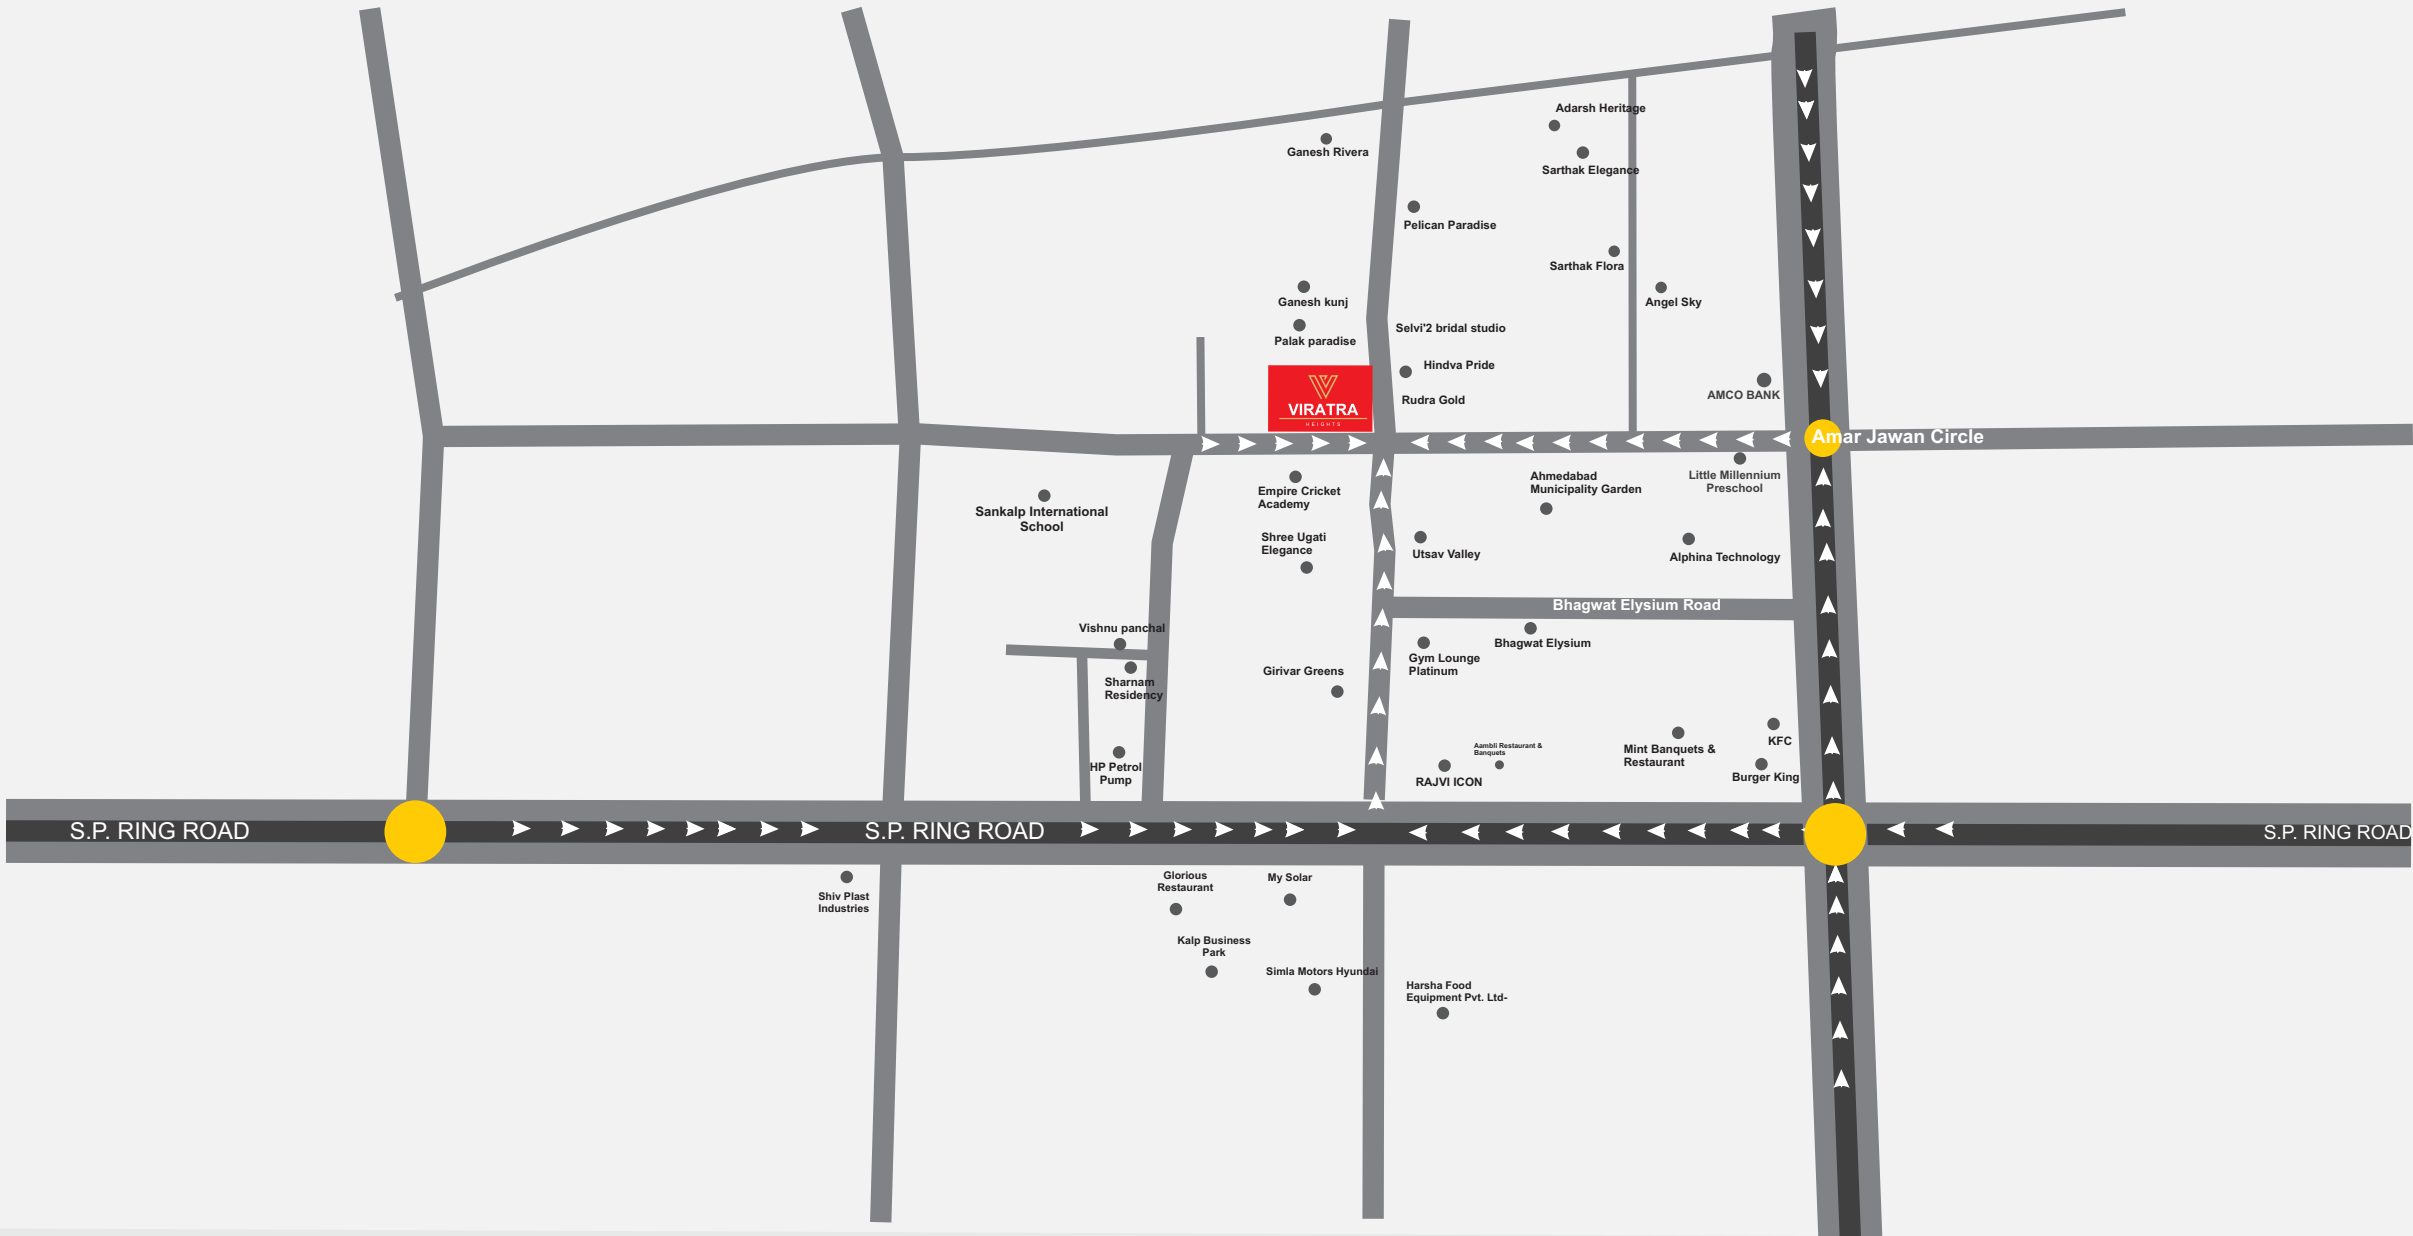 Adarsh Heritage
Ganesh Rivera
Sarthak Elegance
Pelican Paradise
Sarthak Flora
Ganesh kunj
Angel Sky
Selvi'2 bridal studio
Palak paradise
Hindva Pride
AMCO BANK
Rudra Gold
VIRATRA
HEIGHTS
Amar Jawan Circle
Ahmedabad
Municipality Garden
Little Millennium
Preschool
Empire Cricket
Academy
Sankalp International
School
Shree Ugati
Elegance
Utsav Valley
Alphina Technology
Bhagwat Elysium Road
Vishnu panchal
Bhagwat Elysium
Gym Lounge
Platinum
Girivar Greens
Sharnam
Residency
Aambli Restaurant &
Banquets
Mint Banquets &
Restaurant
KFC
HP Petrol
Pump
RAJVI ICON
Burger King
S.P. RING ROAD
S.P. RING ROAD
S.P. RING ROAD
Glorious
Restaurant
My Solar
Shiv Plast
Industries
Kalp Business
Park
Simla Motors Hyundai
Harsha Food
Equipment Pvt. Ltd-